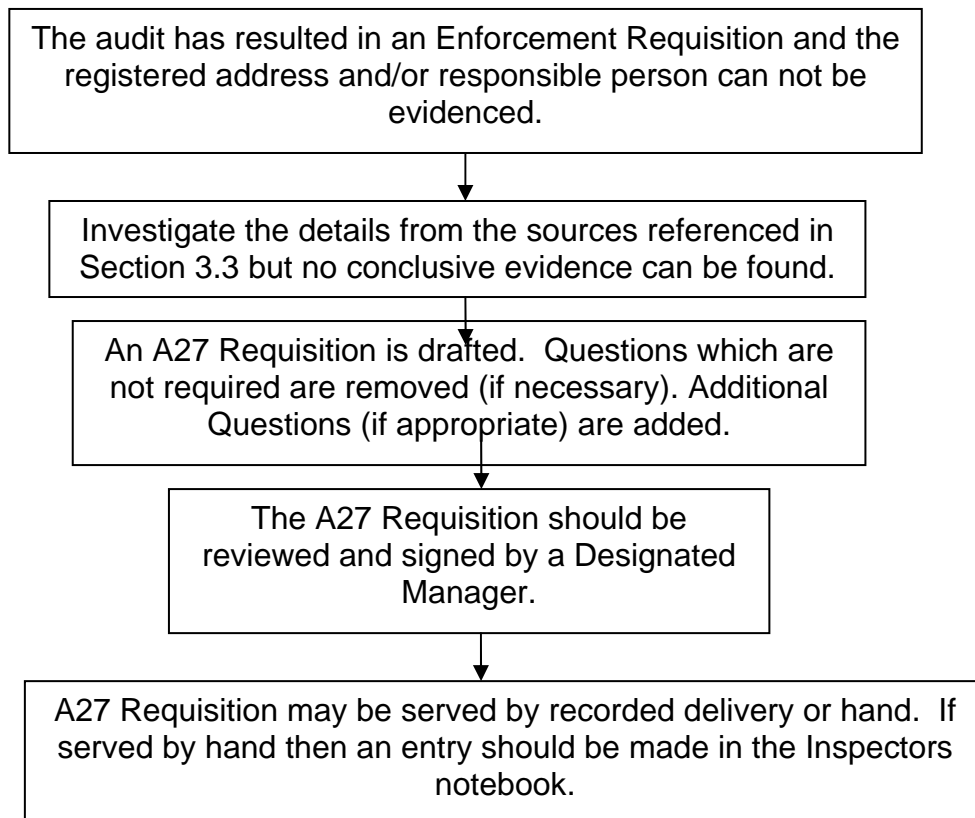 The audit has resulted in an Enforcement Requisition and the
registered address and/or responsible person can not be
evidenced.
Investigate the details from the sources referenced in
Section 3.3 but no conclusive evidence can be found.
An A27 Requisition is drafted.  Questions which are
not required are removed (if necessary). Additional
Questions (if appropriate) are added.
The A27 Requisition should be
reviewed and signed by a Designated
Manager.
A27 Requisition may be served by recorded delivery or hand.  If
served by hand then an entry should be made in the Inspectors
notebook.